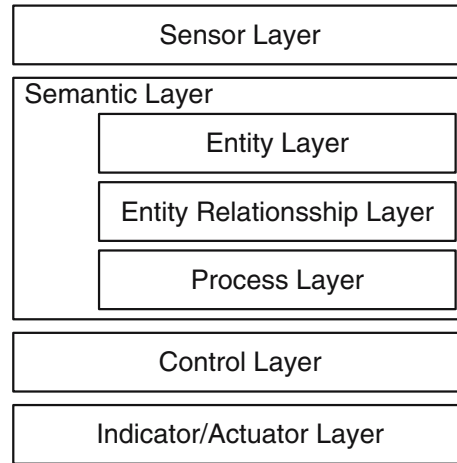 Sensor Layer
Semantic Layer
Entity Layer
Entity Relationsship Layer
Process Layer
Control Layer
Indicator/Actuator Layer